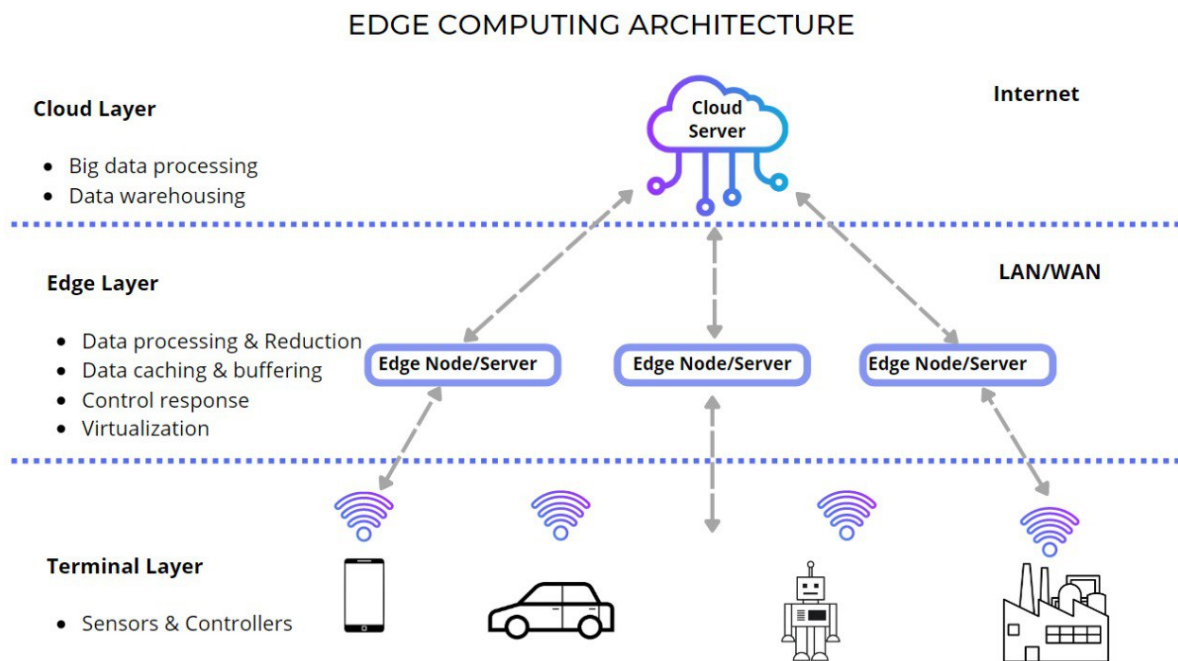 EDGE COMPUTING ARCHITECTURE
Cloud Layer
Big data processing
Data warehousing
Cloud
Server
Internet
Edge Layer
Data processing & Reduction
Data caching & buffering
Control response
Virtualization
LAN/WAN
Edge Node/Server
Edge Node/Server
Edge Node/Server
Terminal Layer
Sensors & Controllers